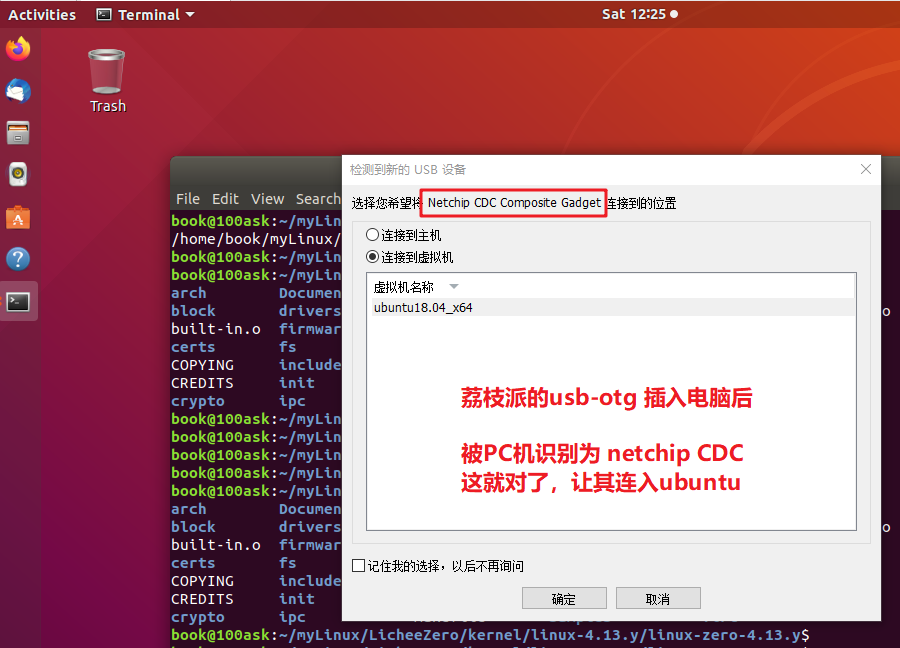 Activities Terminal Sat 12:25
Trash
File Edit View Search
检测到新的 USB 设备
选择您希望将 Netchip CDC Composite Gadget 连接到的位置
连接到主机
连接到虚拟机
虚拟机名称
ubuntu18.04_x64
荔枝派的usb-otg 插入电脑后
被PC机识别为 netchip CDC
这就对了，让其连入ubuntu
记住我的选择，以后不再询问
确定 取消
book@100ask:~/myLin
/home/book/myLinux/
book@100ask:~/myLin
book@100ask:~/myLin
arch Documen
block drivers o
built-in.o firmwar
certs fs
COPYING include
CREDITS init
crypto ipc
book@100ask:~/myLin
book@100ask:~/myLin
book@100ask:~/myLin
book@100ask:~/myLin
book@100ask:~/myLin
arch Documen
block drivers o
built-in.o firmwar
certs fs
COPYING include
CREDITS init
crypto ipc
book@100ask:~/myLinux/LicheeZero/kernel/linux-4.13.y/linux-zero-4.13.y$